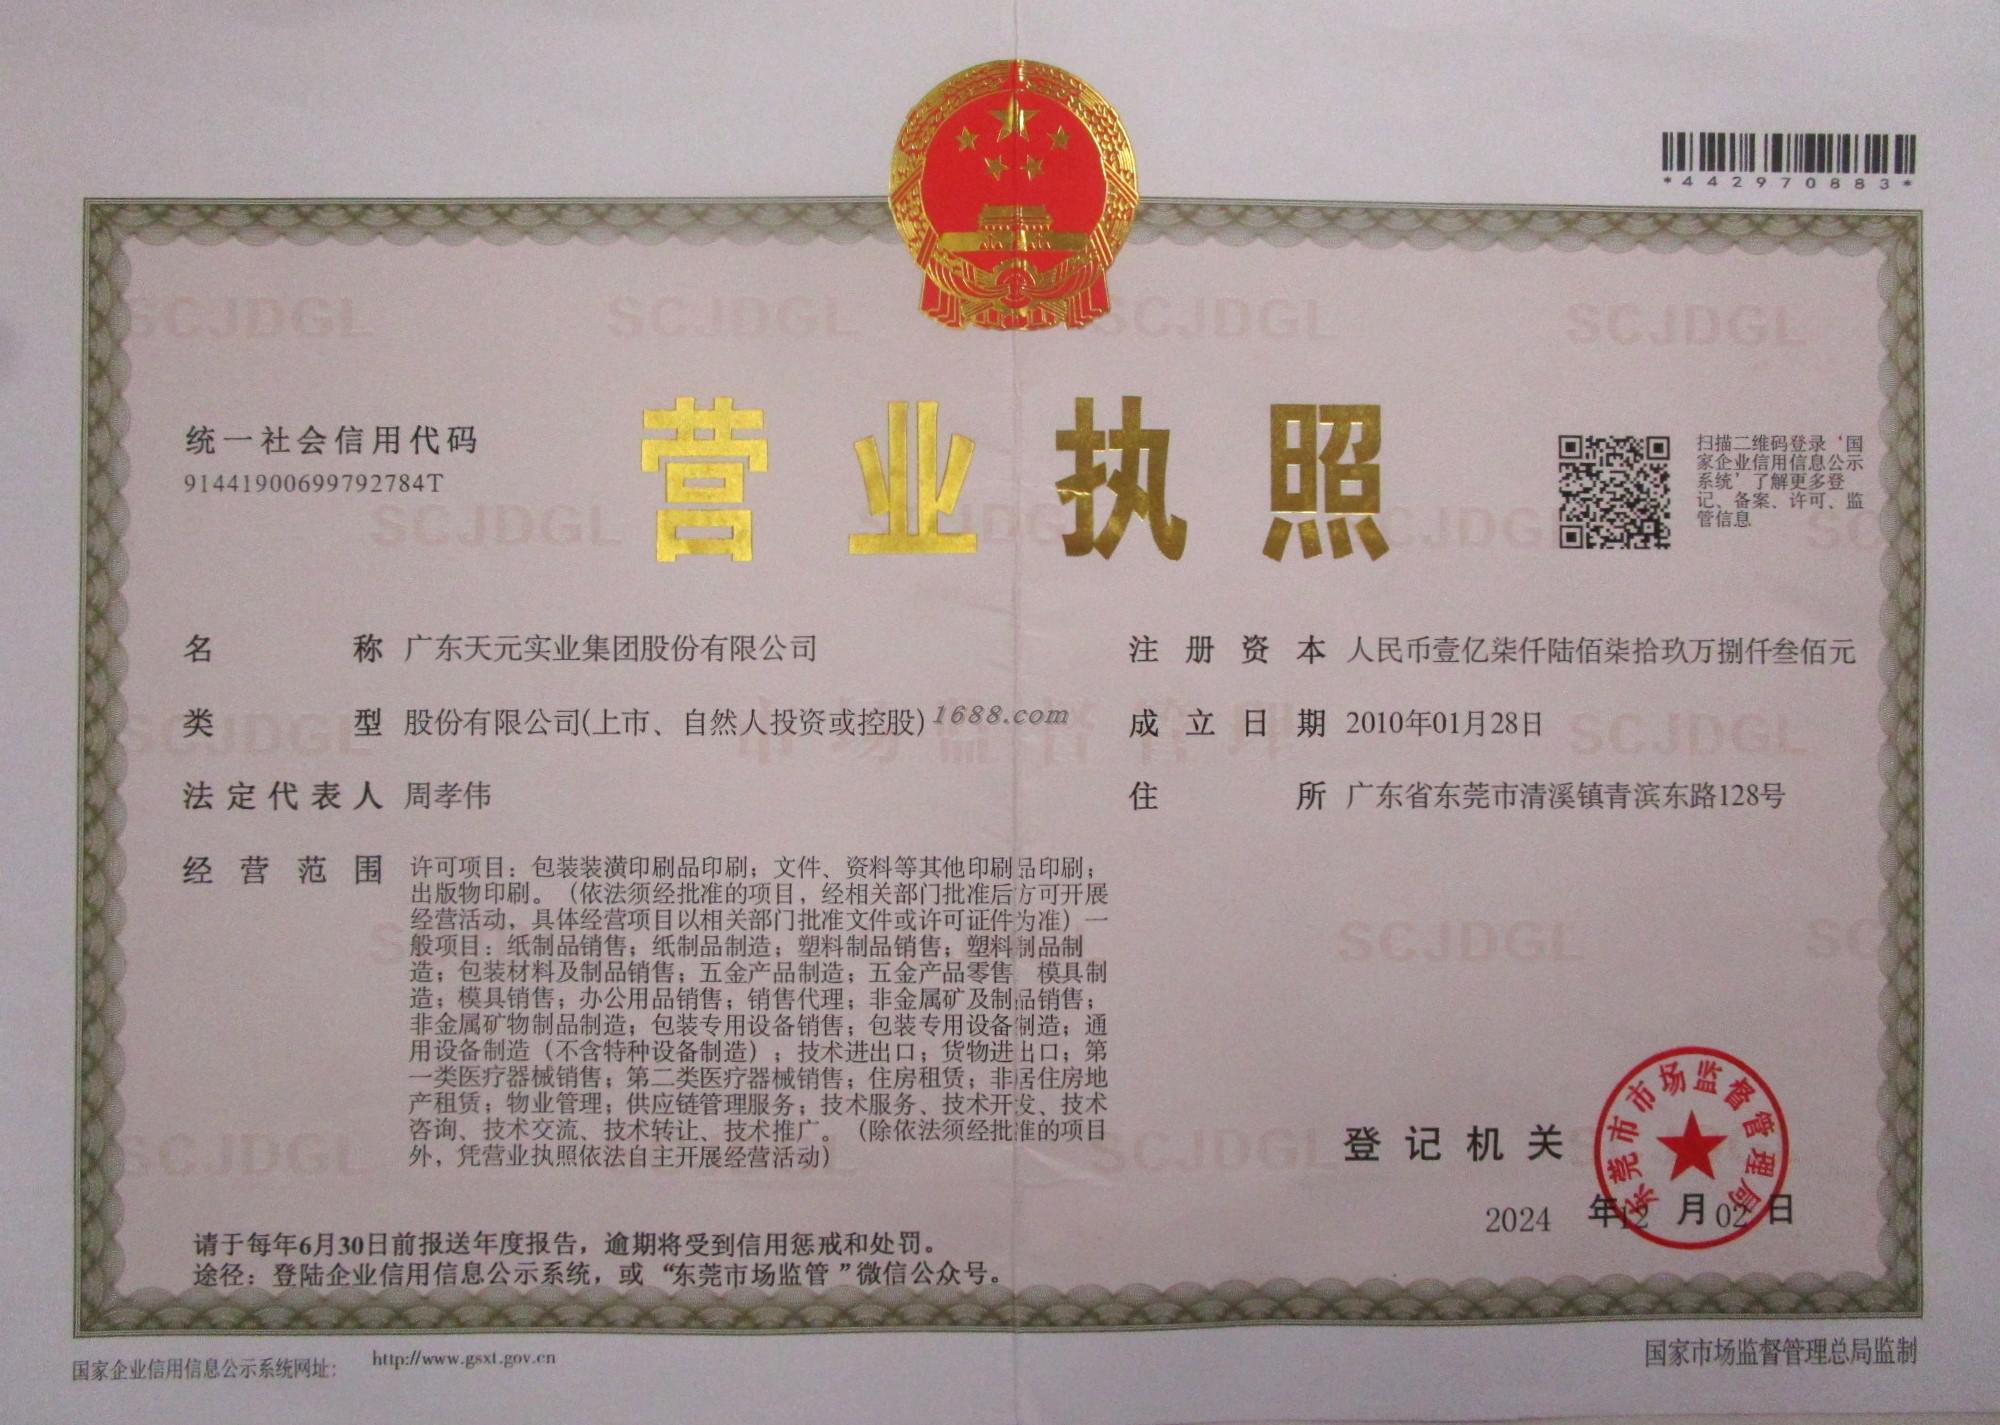 *442970883*
统一社会信用代码
91441900699792784T
营业执照
扫描二维码登录‘国
家企业信用信息公示
系统’了解更多登
记、备案、许可、监
管信息
名称 广东天元实业集团股份有限公司
类型 股份有限公司(上市、自然人投资或控股)
1688.com
法定代表人 周孝伟
注册资本 人民币壹亿柒仟陆佰柒拾玖万捌仟叁佰元
成立日期 2010年01月28日
住所 广东省东莞市清溪镇青滨东路128号
经营范围 许可项目：包装装潢印刷品印刷；文件、资料等其他印刷品印刷；
出版物印刷。（依法须经批准的项目，经相关部门批准后方可开展
经营活动，具体经营项目以相关部门批准文件或许可证件为准）一
般项目：纸制品销售；纸制品制造；塑料制品销售；塑料制品制
造；包装材料及制品销售；五金产品制造；五金产品零售 模具制
造；模具销售；办公用品销售；销售代理；非金属矿及制品销售；
非金属矿物制品制造；包装专用设备销售；包装专用设备制造；通
用设备制造（不含特种设备制造）；技术进出口；货物进出口；第
一类医疗器械销售；第二类医疗器械销售；住房租赁；非居住房地
产租赁；物业管理；供应链管理服务；技术服务、技术开发、技术
咨询、技术交流、技术转让、技术推广。（除依法须经批准的项目
外，凭营业执照依法自主开展经营活动）
登记机关
东莞市市场监督管理局
2024 年12 月02日
请于每年6月30日前报送年度报告，逾期将受到信用惩戒和处罚。
途径：登陆企业信用信息公示系统，或“东莞市场监管”微信公众号。
国家企业信用信息公示系统网址： http://www.gsxt.gov.cn
国家市场监督管理总局监制
SCJDGL SCJDGL SCJDGL SCJDGL
SCJDGL
市场监督管理
SCJDGL SCJDGL
SCJDGL
SCJDGL SCJDGL